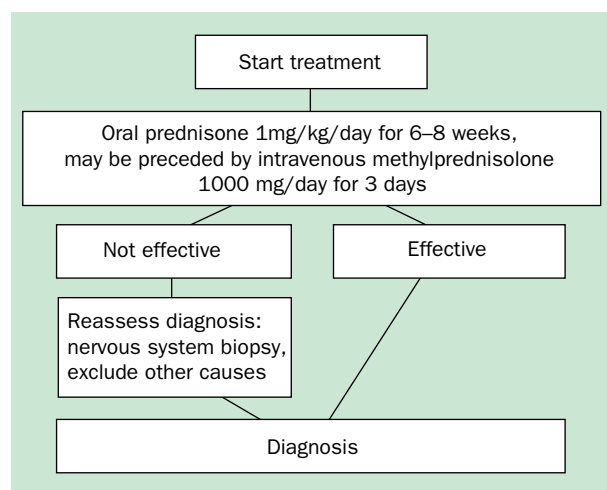 Start treatment
Oral prednisone 1mg/kg/day for 6–8 weeks,
may be preceded by intravenous methylprednisolone
1000 mg/day for 3 days
Not effective
Effective
Reassess diagnosis:
nervous system biopsy,
exclude other causes
Diagnosis